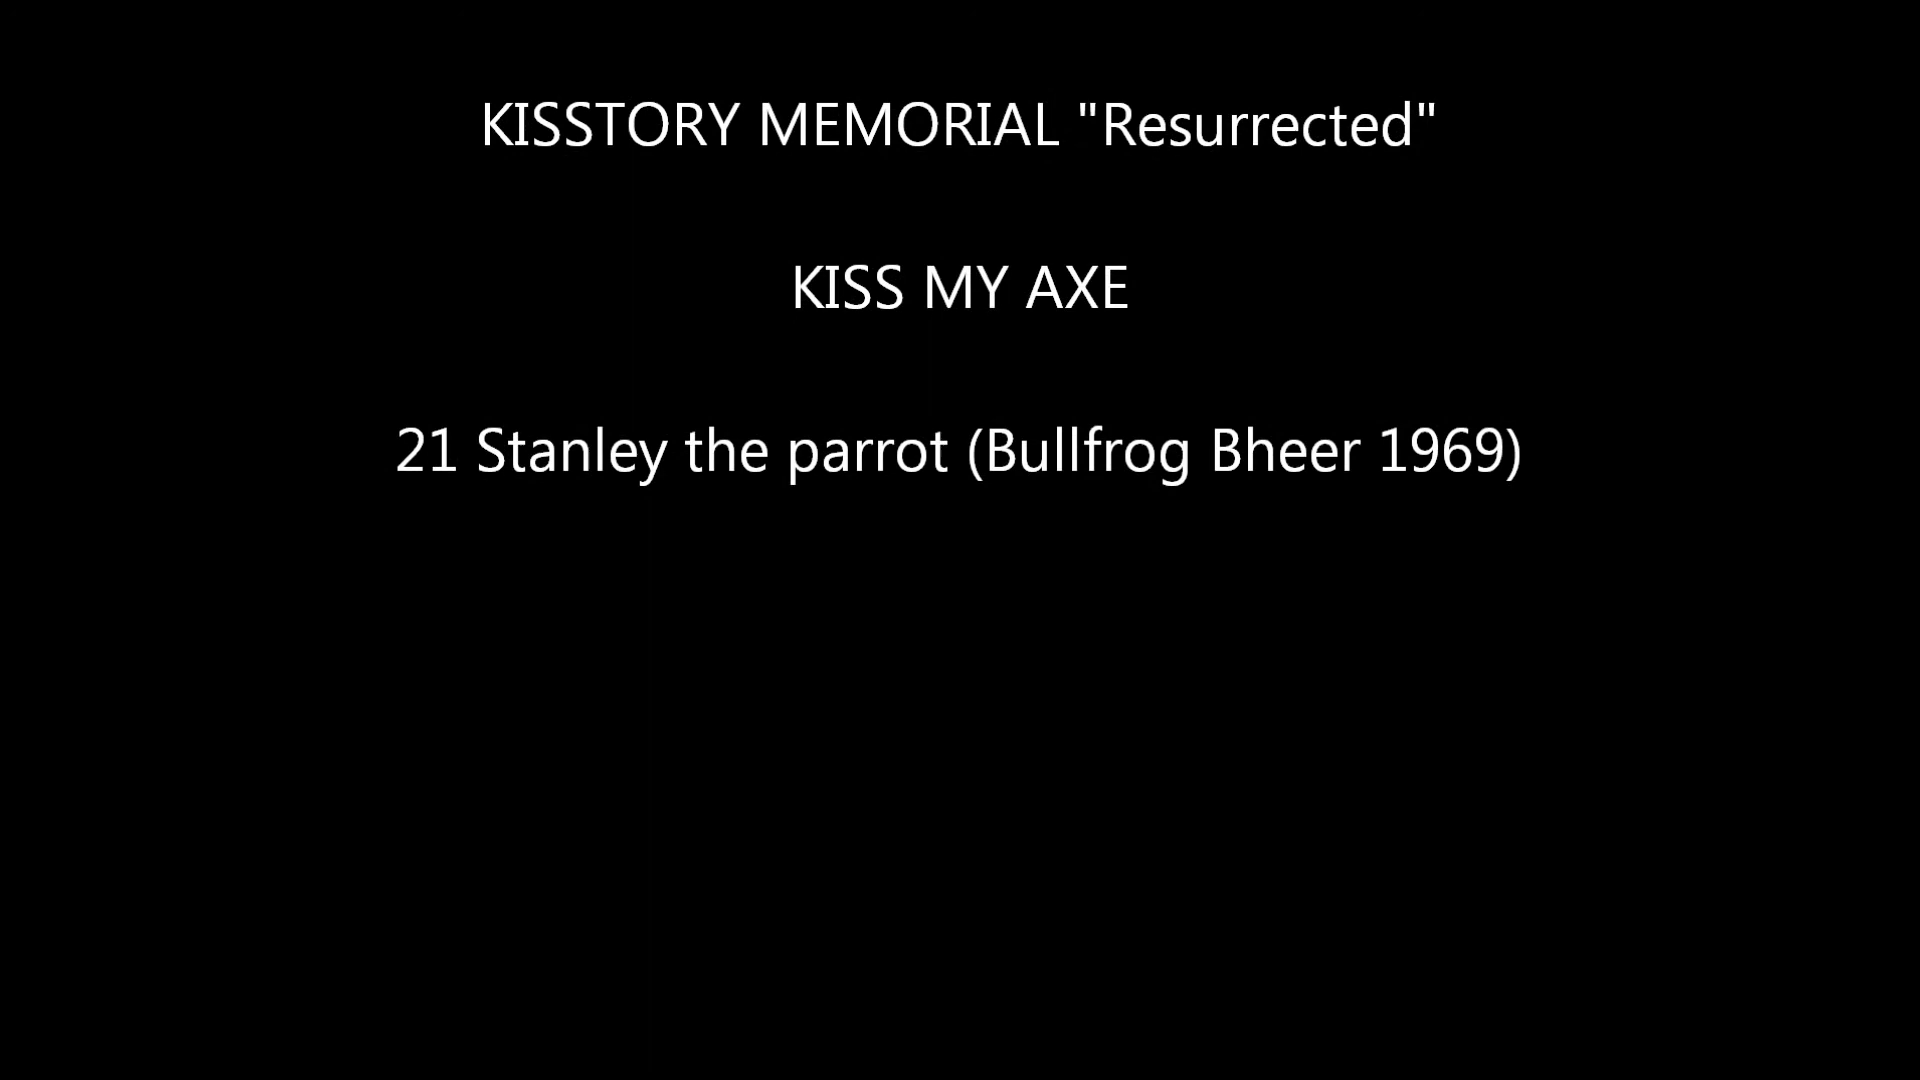 KISSTORY MEMORIAL "Resurrected"
KISS MY AXE
21 Stanley the parrot (Bullfrog Bheer 1969)